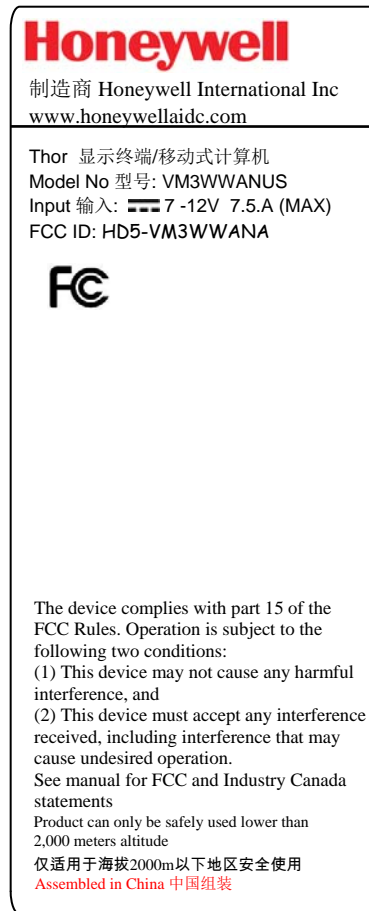 Honeywell
制造商 Honeywell International Inc
www.honeywellaidc.com
Thor 显示终端/移动式计算机
Model No 型号: VM3WWANUS
Input 输入: 7 -12V 7.5.A (MAX)
FCC ID: HD5-VM3WWANA
FC
The device complies with part 15 of the
FCC Rules. Operation is subject to the
following two conditions:
(1) This device may not cause any harmful
interference, and
(2) This device must accept any interference
received, including interference that may
cause undesired operation.
See manual for FCC and Industry Canada
statements
Product can only be safely used lower than
2,000 meters altitude
仅适用于海拔2000m以下地区安全使用
Assembled in China 中国组装